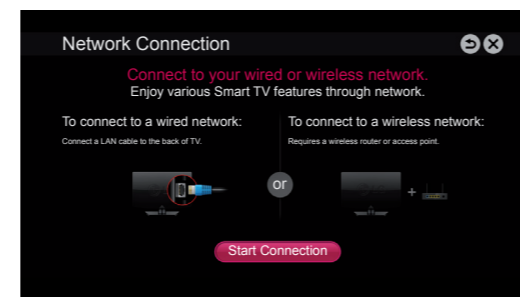 Network Connection
Connect to your wired or wireless network.
Enjoy various Smart TV features through network.
To connect to a wired network:
Connect a LAN cable to the back of TV.
To connect to a wireless network:
Requires a wireless router or access point.
or
+
Start Connection